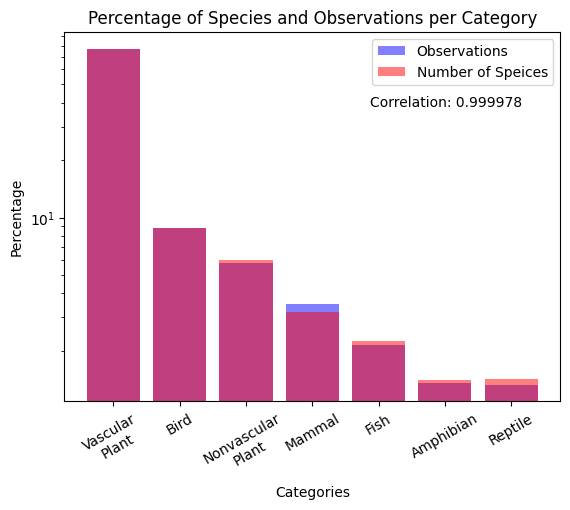 Percentage of Species and Observations per Category
Observations
Number of Speices
Correlation: 0.999978
Percentage
10¹
Vascular
Plant
Bird
Nonvascular
Plant
Mammal
Fish
Amphibian
Reptile
Categories